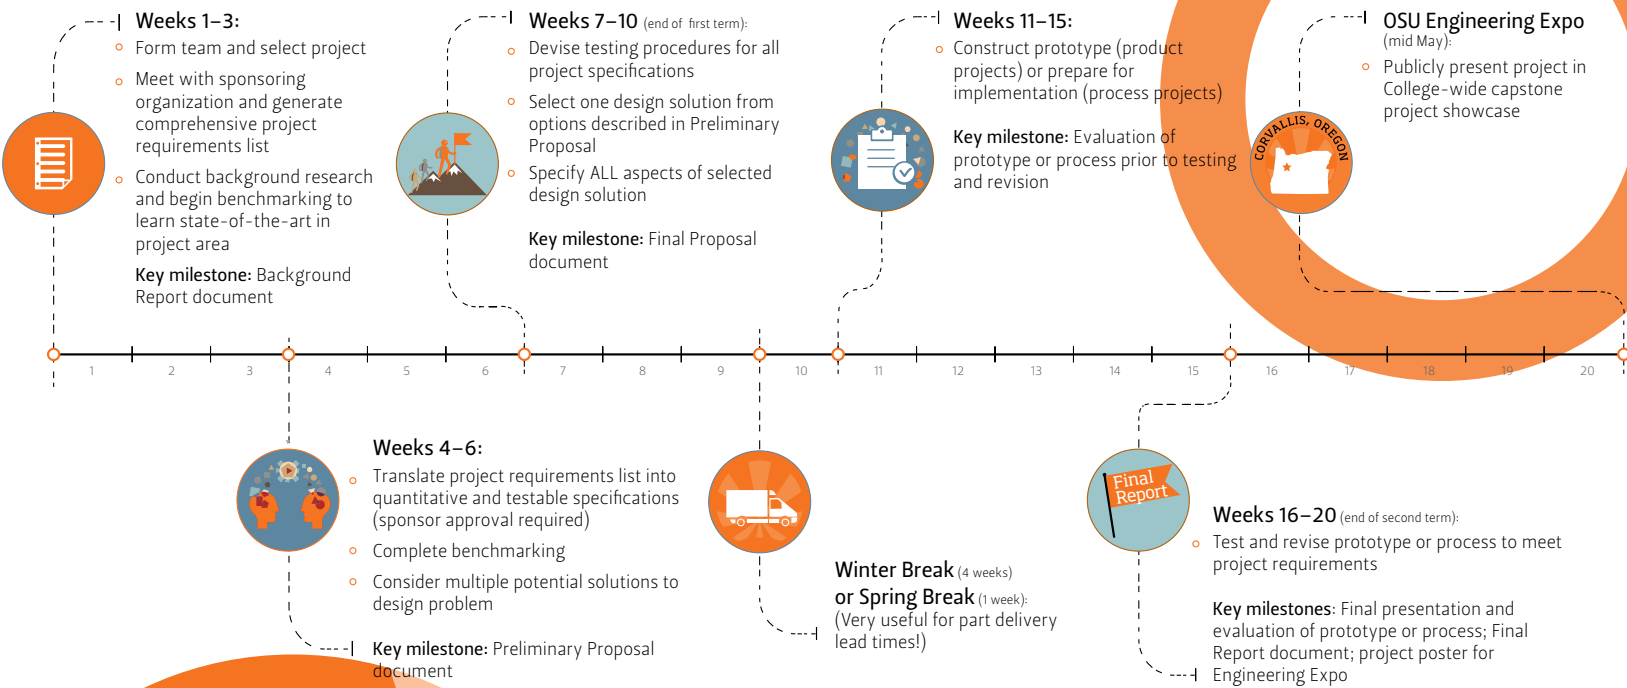 Weeks 1–3:
Form team and select project
Meet with sponsoring
organization and generate
comprehensive project
requirements list
Conduct background research
and begin benchmarking to
learn state-of-the-art in
project area
Key milestone: Background
Report document
Weeks 7–10 (end of first term):
Devise testing procedures for all
project specifications
Select one design solution from
options described in Preliminary
Proposal
Specify ALL aspects of selected
design solution
Key milestone: Final Proposal
document
Weeks 11–15:
Construct prototype (product
projects) or prepare for
implementation (process projects)
Key milestone: Evaluation of
prototype or process prior to testing
and revision
CORVALLIS, OREGON
OSU Engineering Expo
(mid May):
Publicly present project in
College-wide capstone
project showcase
1 2 3 4 5 6 7 8 9 10 11 12 13 14 15 16 17 18 19 20
Weeks 4–6:
Translate project requirements list into
quantitative and testable specifications
(sponsor approval required)
Complete benchmarking
Consider multiple potential solutions to
design problem
Key milestone: Preliminary Proposal
document
Winter Break (4 weeks)
or Spring Break (1 week):
(Very useful for part delivery
lead times!)
Final
Report
Weeks 16–20 (end of second term):
Test and revise prototype or process to meet
project requirements
Key milestones: Final presentation and
evaluation of prototype or process; Final
Report document; project poster for
Engineering Expo